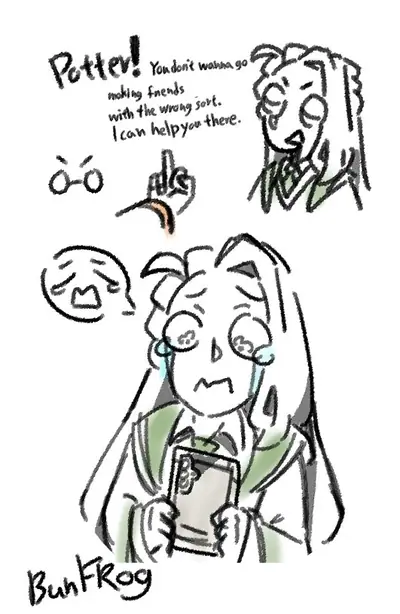 Potter! You don't wanna go
making friends
with the wrong sort.
I can help you there.
BunFRog